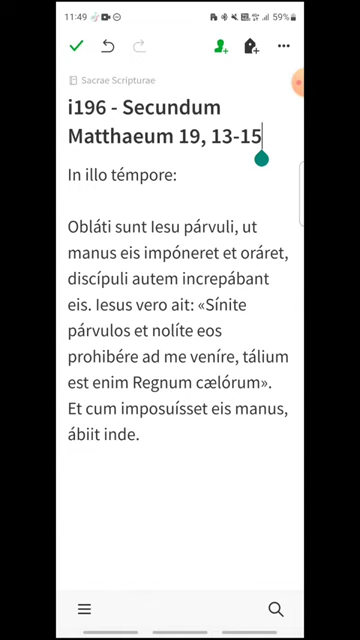 11:49
59%
Sacrae Scripturae
i196 - Secundum
Matthaeum 19, 13-15
In illo témpore:
Obláti sunt Iesu párvuli, ut
manus eis impóneret et oráret,
discípuli autem increpábant
eis. Iesus vero ait: «Sínite
párvulos et nolíte eos
prohibére ad me veníre, tálium
est enim Regnum cælórum».
Et cum imposuísset eis manus,
ábiit inde.